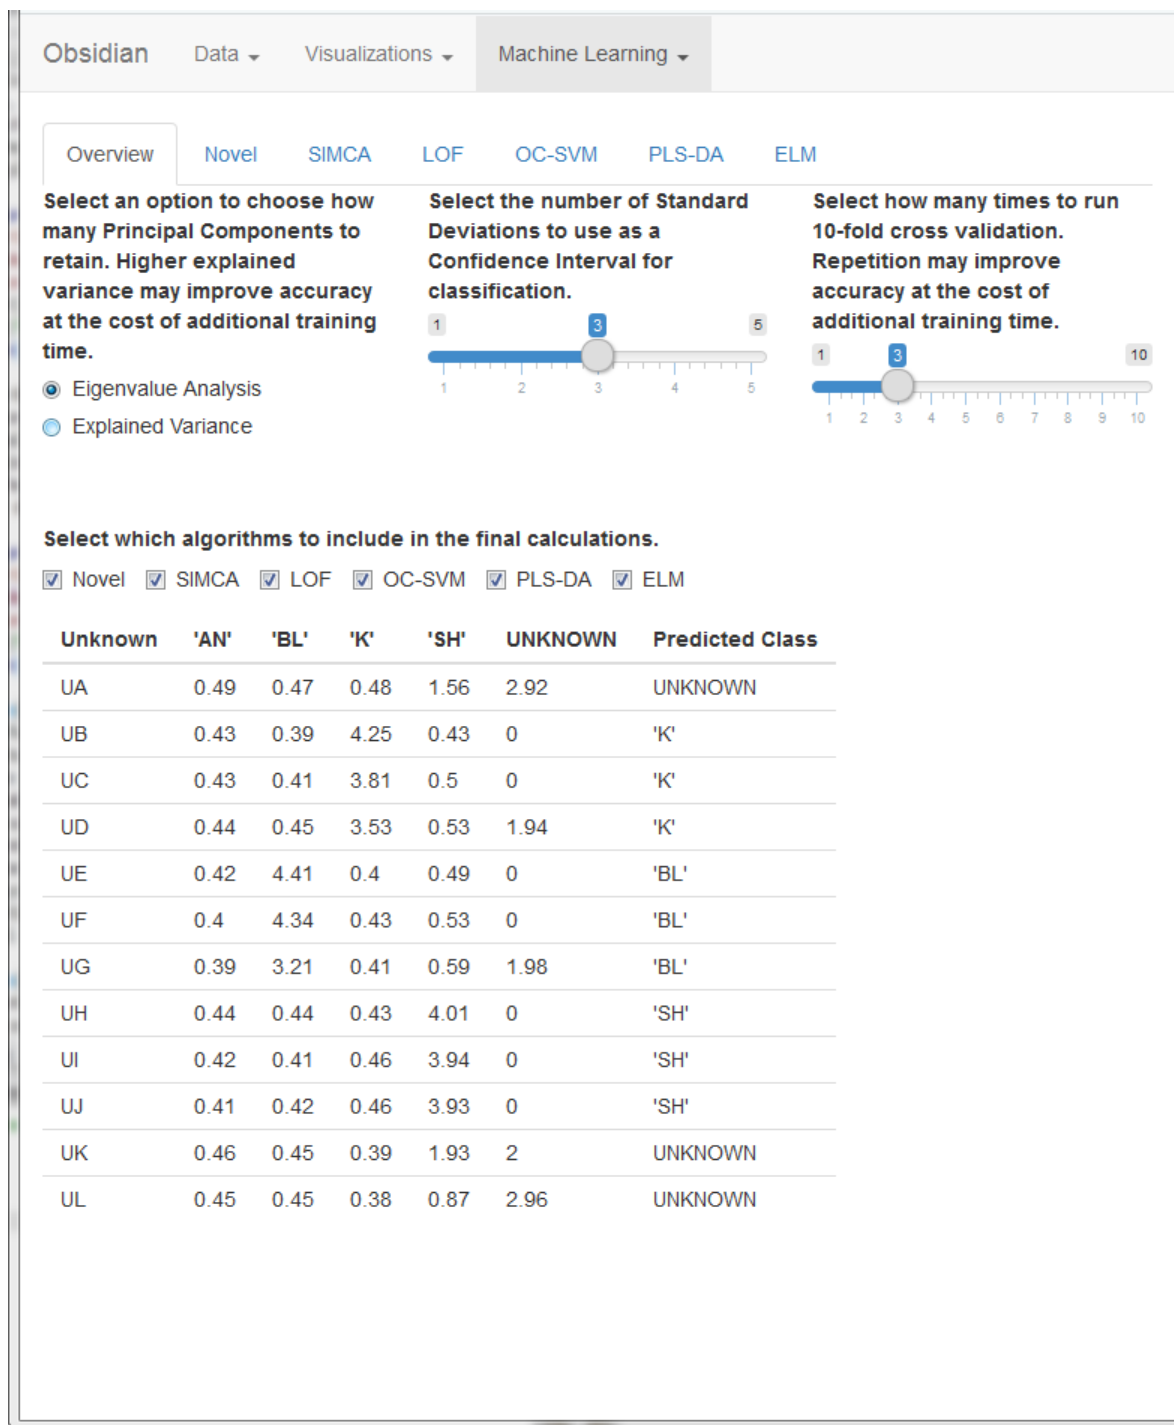 Obsidian Data Visualizations Machine Learning
Overview Novel SIMCA LOF OC-SVM PLS-DA ELM
Select an option to choose how
many Principal Components to
retain. Higher explained
variance may improve accuracy
at the cost of additional training
time.
Eigenvalue Analysis
Explained Variance
Select the number of Standard
Deviations to use as a
Confidence Interval for
classification.
1 3 5
1 2 3 4 5
Select how many times to run
10-fold cross validation.
Repetition may improve
accuracy at the cost of
additional training time.
1 3 10
1 2 3 4 5 6 7 8 9 10
Select which algorithms to include in the final calculations.
Novel SIMCA LOF OC-SVM PLS-DA ELM
Unknown 'AN' 'BL' 'K' 'SH' UNKNOWN Predicted Class
UA 0.49 0.47 0.48 1.56 2.92 UNKNOWN
UB 0.43 0.39 4.25 0.43 0 'K'
UC 0.43 0.41 3.81 0.5 0 'K'
UD 0.44 0.45 3.53 0.53 1.94 'K'
UE 0.42 4.41 0.4 0.49 0 'BL'
UF 0.4 4.34 0.43 0.53 0 'BL'
UG 0.39 3.21 0.41 0.59 1.98 'BL'
UH 0.44 0.44 0.43 4.01 0 'SH'
UI 0.42 0.41 0.46 3.94 0 'SH'
UJ 0.41 0.42 0.46 3.93 0 'SH'
UK 0.46 0.45 0.39 1.93 2 UNKNOWN
UL 0.45 0.45 0.38 0.87 2.96 UNKNOWN